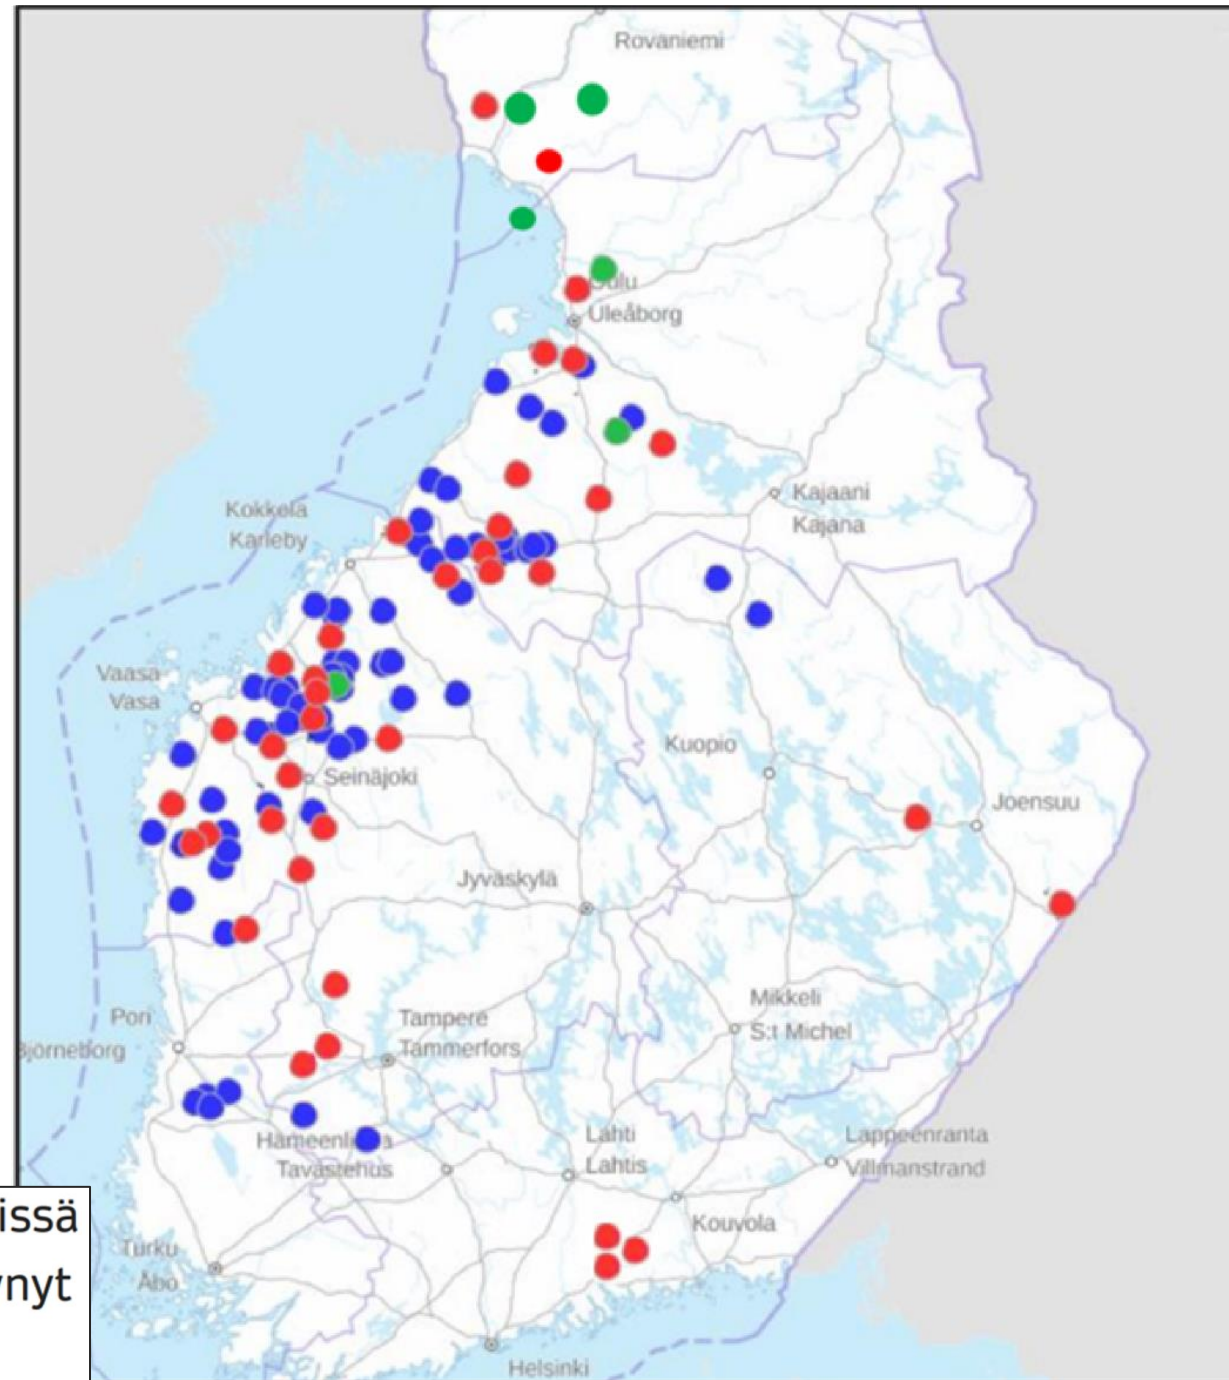 Rovaniemi
Oulu
Uleåborg
Kajaani
Kajana
Kokkola
Karleby
Vaasa
Vasa
Kuopio
Seinäjoki
Joensuu
Jyväskylä
Mikkeli
S:t Michel
Pori
Björneborg
Tampere
Tammerfors
Hämeenlinna
Tavastehus
Lahti
Lahtis
Lappeenranta
Villmanstrand
Kouvola
issä
ynyt
Turku
Åbo
Helsinki